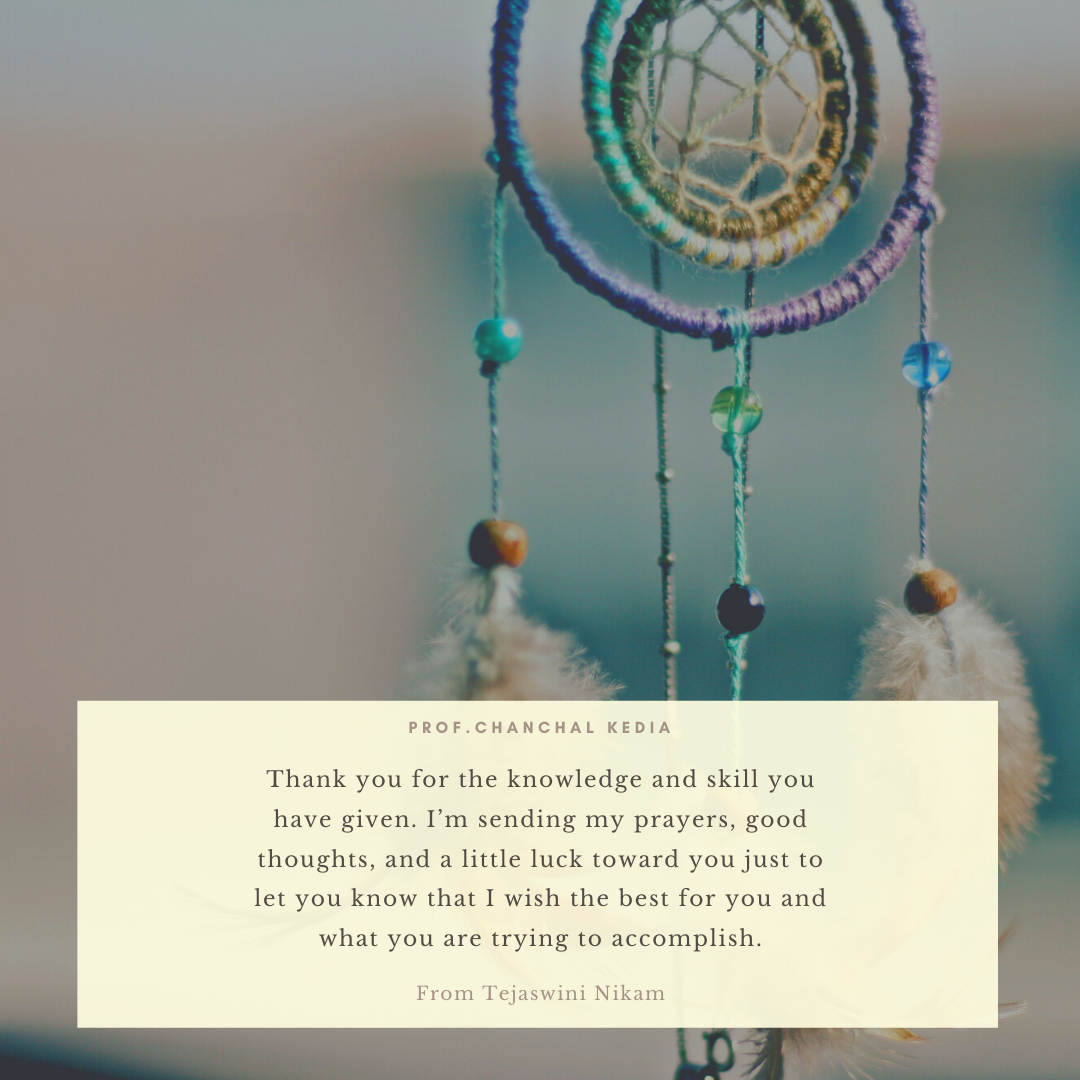 PROF.CHANCHAL KEDIA
Thank you for the knowledge and skill you
have given. I’m sending my prayers, good
thoughts, and a little luck toward you just to
let you know that I wish the best for you and
what you are trying to accomplish.
From Tejaswini Nikam